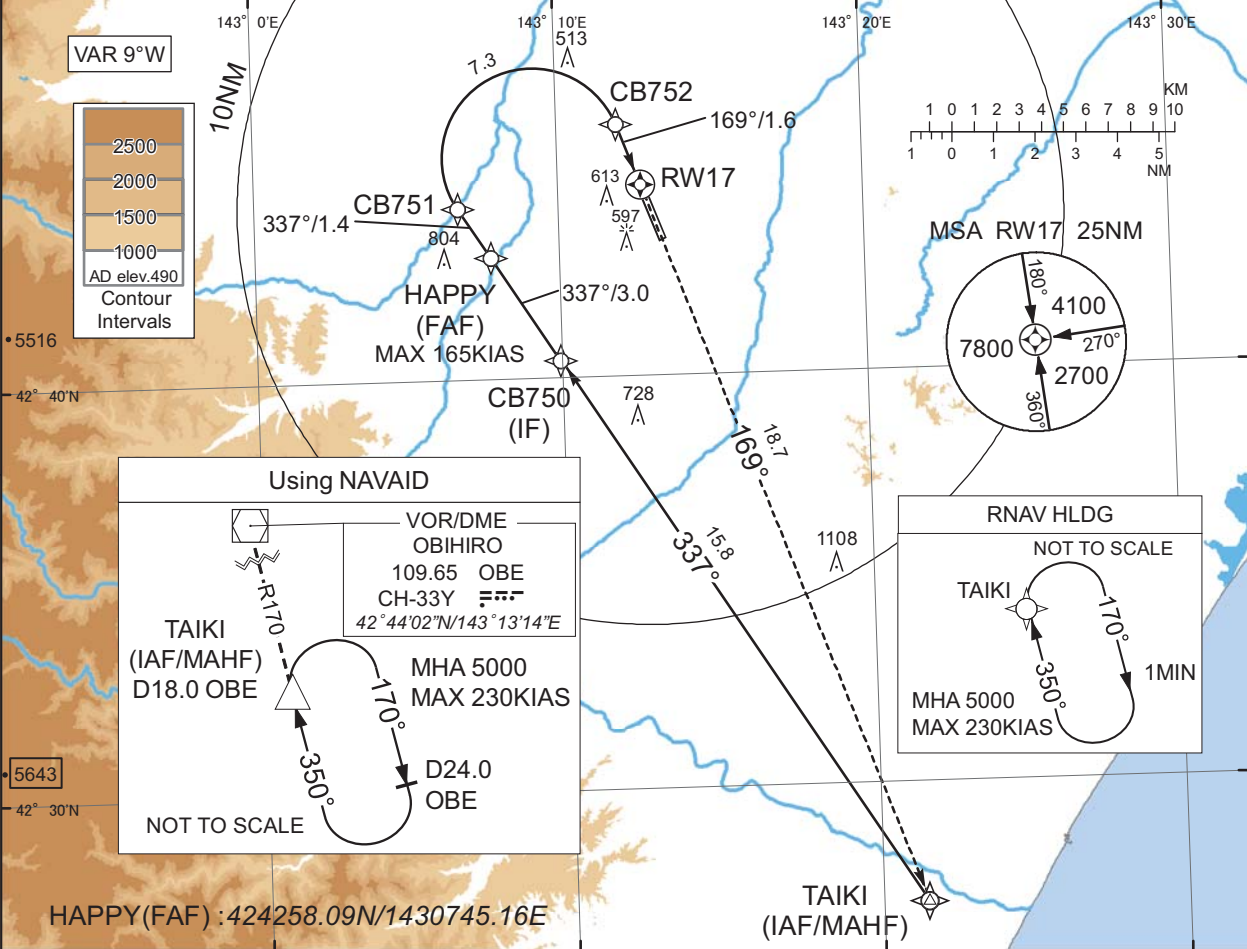 143° 0'E
143° 10'E
143° 20'E
143° 30'E
VAR 9°W
10NM
2500
2000
1500
1000
AD elev.490
Contour
Intervals
7.3
513
CB752
169°/1.6
RW17
613
597
CB751
337°/1.4
804
HAPPY
(FAF)
MAX 165KIAS
337°/3.0
CB750
(IF)
728
KM
1 0 1 2 3 4 5 6 7 8 9 10
1 0 1 2 3 4 5
NM
MSA RW17 25NM
180°
4100
7800
270°
2700
360°
5516
42° 40'N
18.7
169°
15.8
337°
1108
Using NAVAID
VOR/DME
OBIHIRO
109.65 OBE
CH-33Y
42°44'02"N/143°13'14"E
R170
TAIKI
(IAF/MAHF)
D18.0 OBE
MHA 5000
MAX 230KIAS
170°
350°
D24.0
OBE
NOT TO SCALE
RNAV HLDG
NOT TO SCALE
TAIKI
170°
350°
1MIN
MHA 5000
MAX 230KIAS
5643
42° 30'N
TAIKI
(IAF/MAHF)
HAPPY(FAF) : 424258.09N/1430745.16E